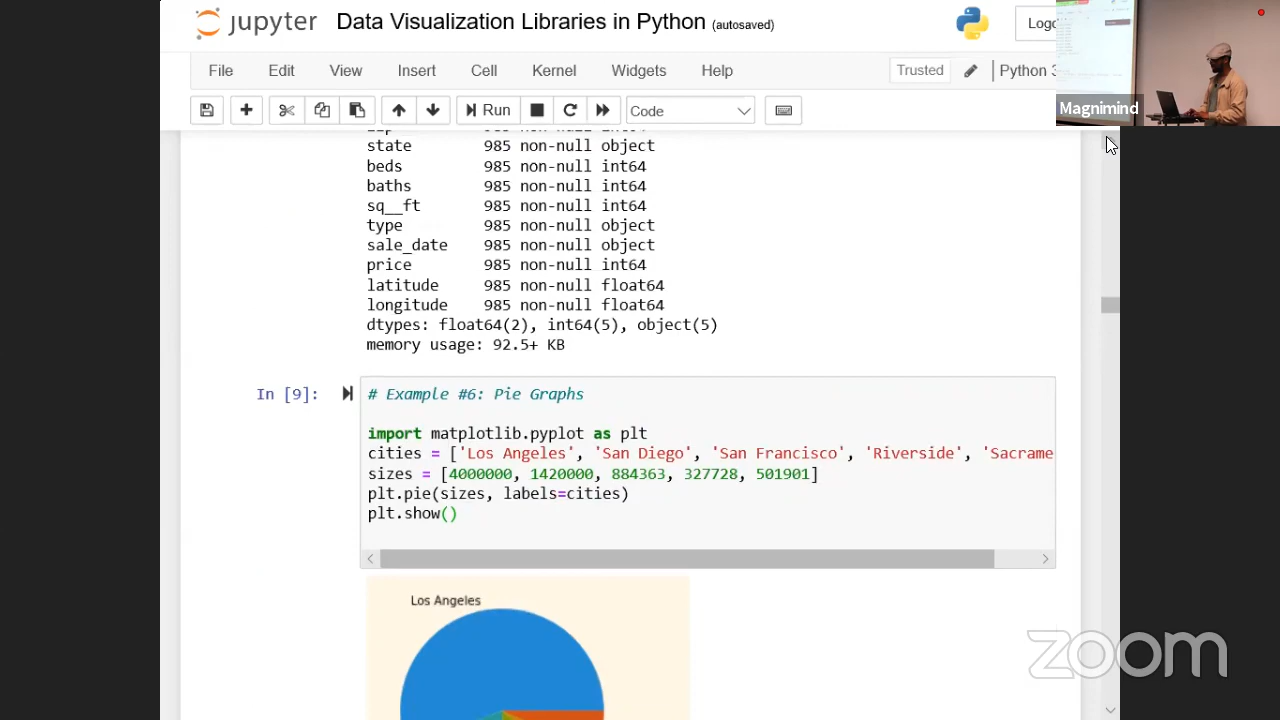 jupyter Data Visualization Libraries in Python (autosaved)
File Edit View Insert Cell Kernel Widgets Help Trusted Python 3
Run Code
Magnimind
state 985 non-null object
beds 985 non-null int64
baths 985 non-null int64
sq__ft 985 non-null int64
type 985 non-null object
sale_date 985 non-null object
price 985 non-null int64
latitude 985 non-null float64
longitude 985 non-null float64
dtypes: float64(2), int64(5), object(5)
memory usage: 92.5+ KB
In [9]: # Example #6: Pie Graphs
import matplotlib.pyplot as plt
cities = ['Los Angeles', 'San Diego', 'San Francisco', 'Riverside', 'Sacrame
sizes = [4000000, 1420000, 884363, 327728, 501901]
plt.pie(sizes, labels=cities)
plt.show()
Los Angeles
zoom